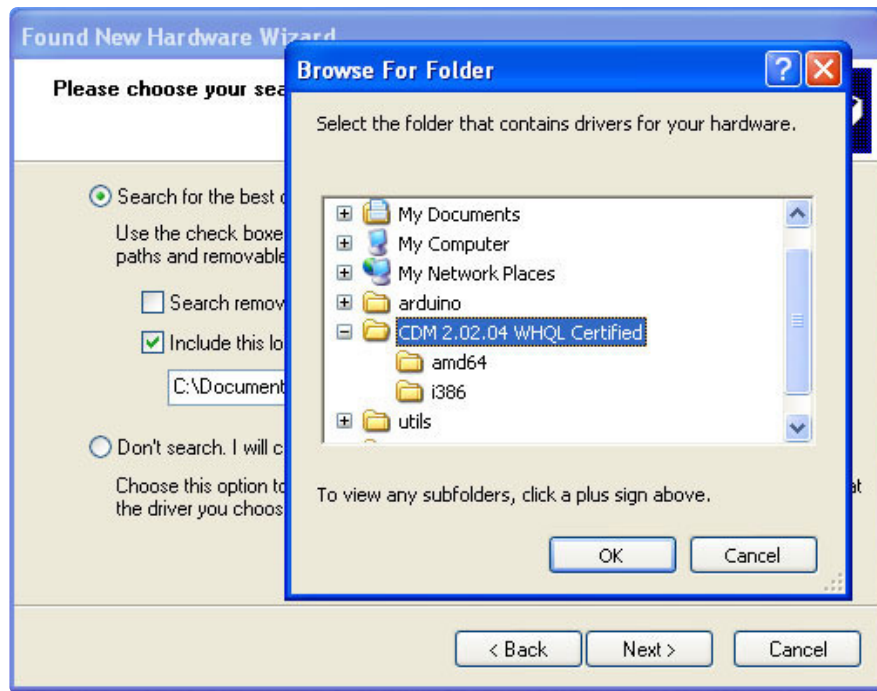 Found New Hardware Wizard
Please choose your sea
Search for the best
Use the check boxe
paths and removable
Search remov
Include this lo
C:\Document
Don't search. I will c
Choose this option to
at
the driver you choos
Browse For Folder
Select the folder that contains drivers for your hardware.
My Documents
My Computer
My Network Places
arduino
CDM 2.02.04 WHQL Certified
amd64
i386
utils
To view any subfolders, click a plus sign above.
OK
Cancel
< Back
Next >
Cancel